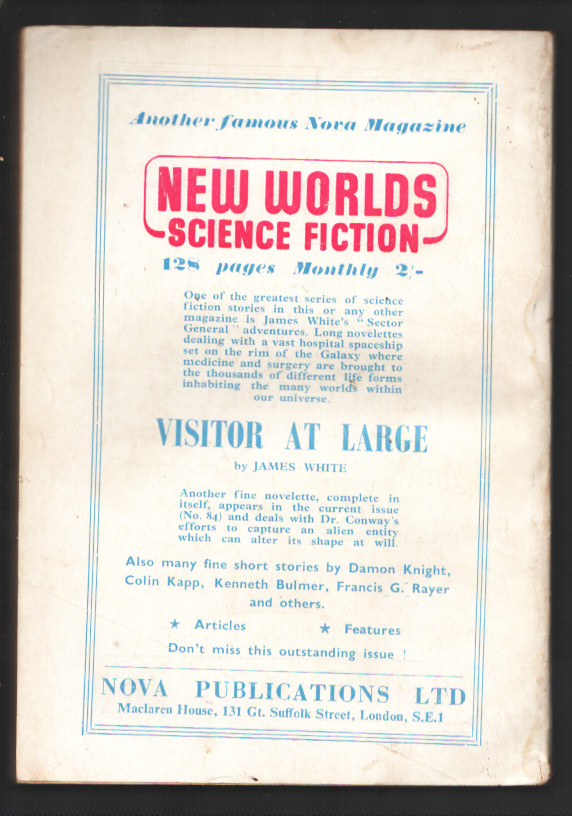 Another famous Nova Magazine
NEW WORLDS
SCIENCE FICTION
128 pages Monthly 2/-
One of the greatest series of science
fiction stories in this or any other
magazine is James White's "Sector
General" adventures. Long novelettes
dealing with a vast hospital spaceship
set on the rim of the Galaxy where
medicine and surgery are brought to
the thousands of different life forms
inhabiting the many worlds within
our universe.
VISITOR AT LARGE
by JAMES WHITE
Another fine novelette, complete in
itself, appears in the current issue
(No. 84) and deals with Dr. Conway's
efforts to capture an alien entity
which can alter its shape at will.
Also many fine short stories by Damon Knight,
Colin Kapp, Kenneth Bulmer, Francis G. Rayer
and others.
★ Articles ★ Features
Don't miss this outstanding issue !
NOVA PUBLICATIONS LTD
Maclaren House, 131 Gt. Suffolk Street, London, S.E.1